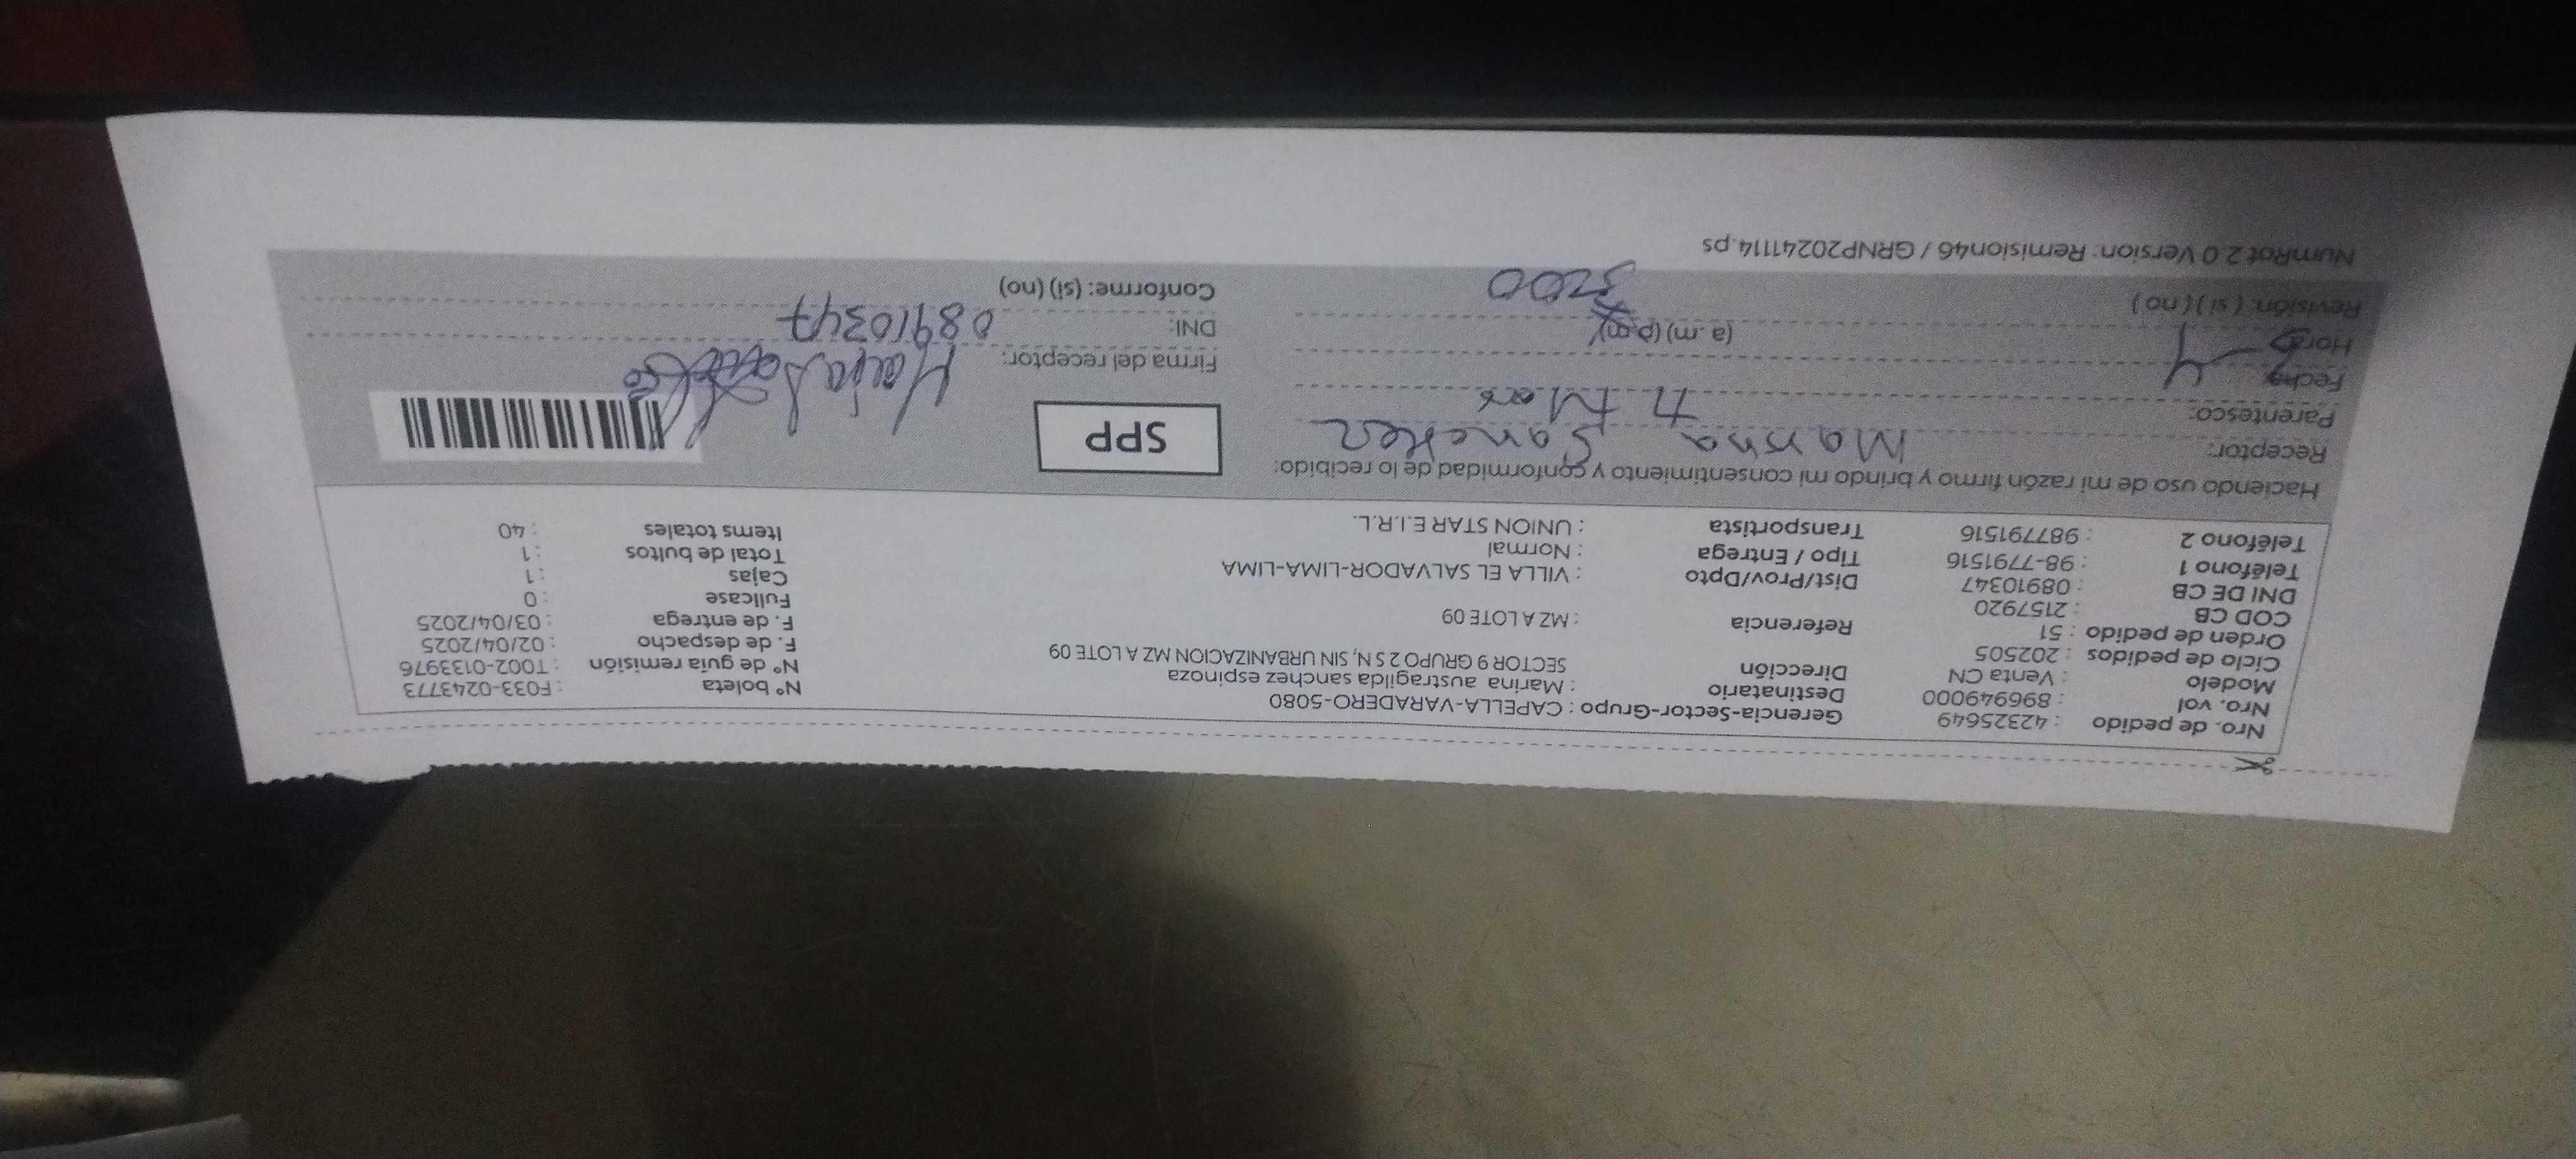 Nro. de pedido : 42325649 Gerencia-Sector-Grupo : CAPELLA-VARADERO-5080 N° boleta : F033-0243773
Nro. vol : 896949000 Destinatario : Marina austragilda sanchez espinoza N° de guía remisión : T002-0133976
Modelo : Venta CN Dirección SECTOR 9 GRUPO 2 S N, SIN URBANIZACION MZ A LOTE 09 F. de despacho : 02/04/2025
Ciclo de pedidos : 202505 F. de entrega : 03/04/2025
Orden de pedido : 51 Referencia : MZ A LOTE 09 Fullcase : 0
COD CB : 2157920 Cajas : 1
DNI DE CB : 08910347 Dist/Prov/Dpto : VILLA EL SALVADOR-LIMA-LIMA Total de bultos : 1
Teléfono 1 : 98-7791516 Tipo / Entrega : Normal Items totales : 40
Teléfono 2 : 987791516 Transportista : UNION STAR E.I.R.L.
Haciendo uso de mi razón firmo y brindo mi consentimiento y conformidad de lo recibido:
SPP
Receptor: Marina Sanchez
Parentesco:
Fecha: Firma del receptor:
Hora (a.m) (p.m) DNI: 08910347
Revisión: (si) (no) Conforme: (si) (no)
NumRot 2.0 Version: Remision46 / GRNP20241114.ps